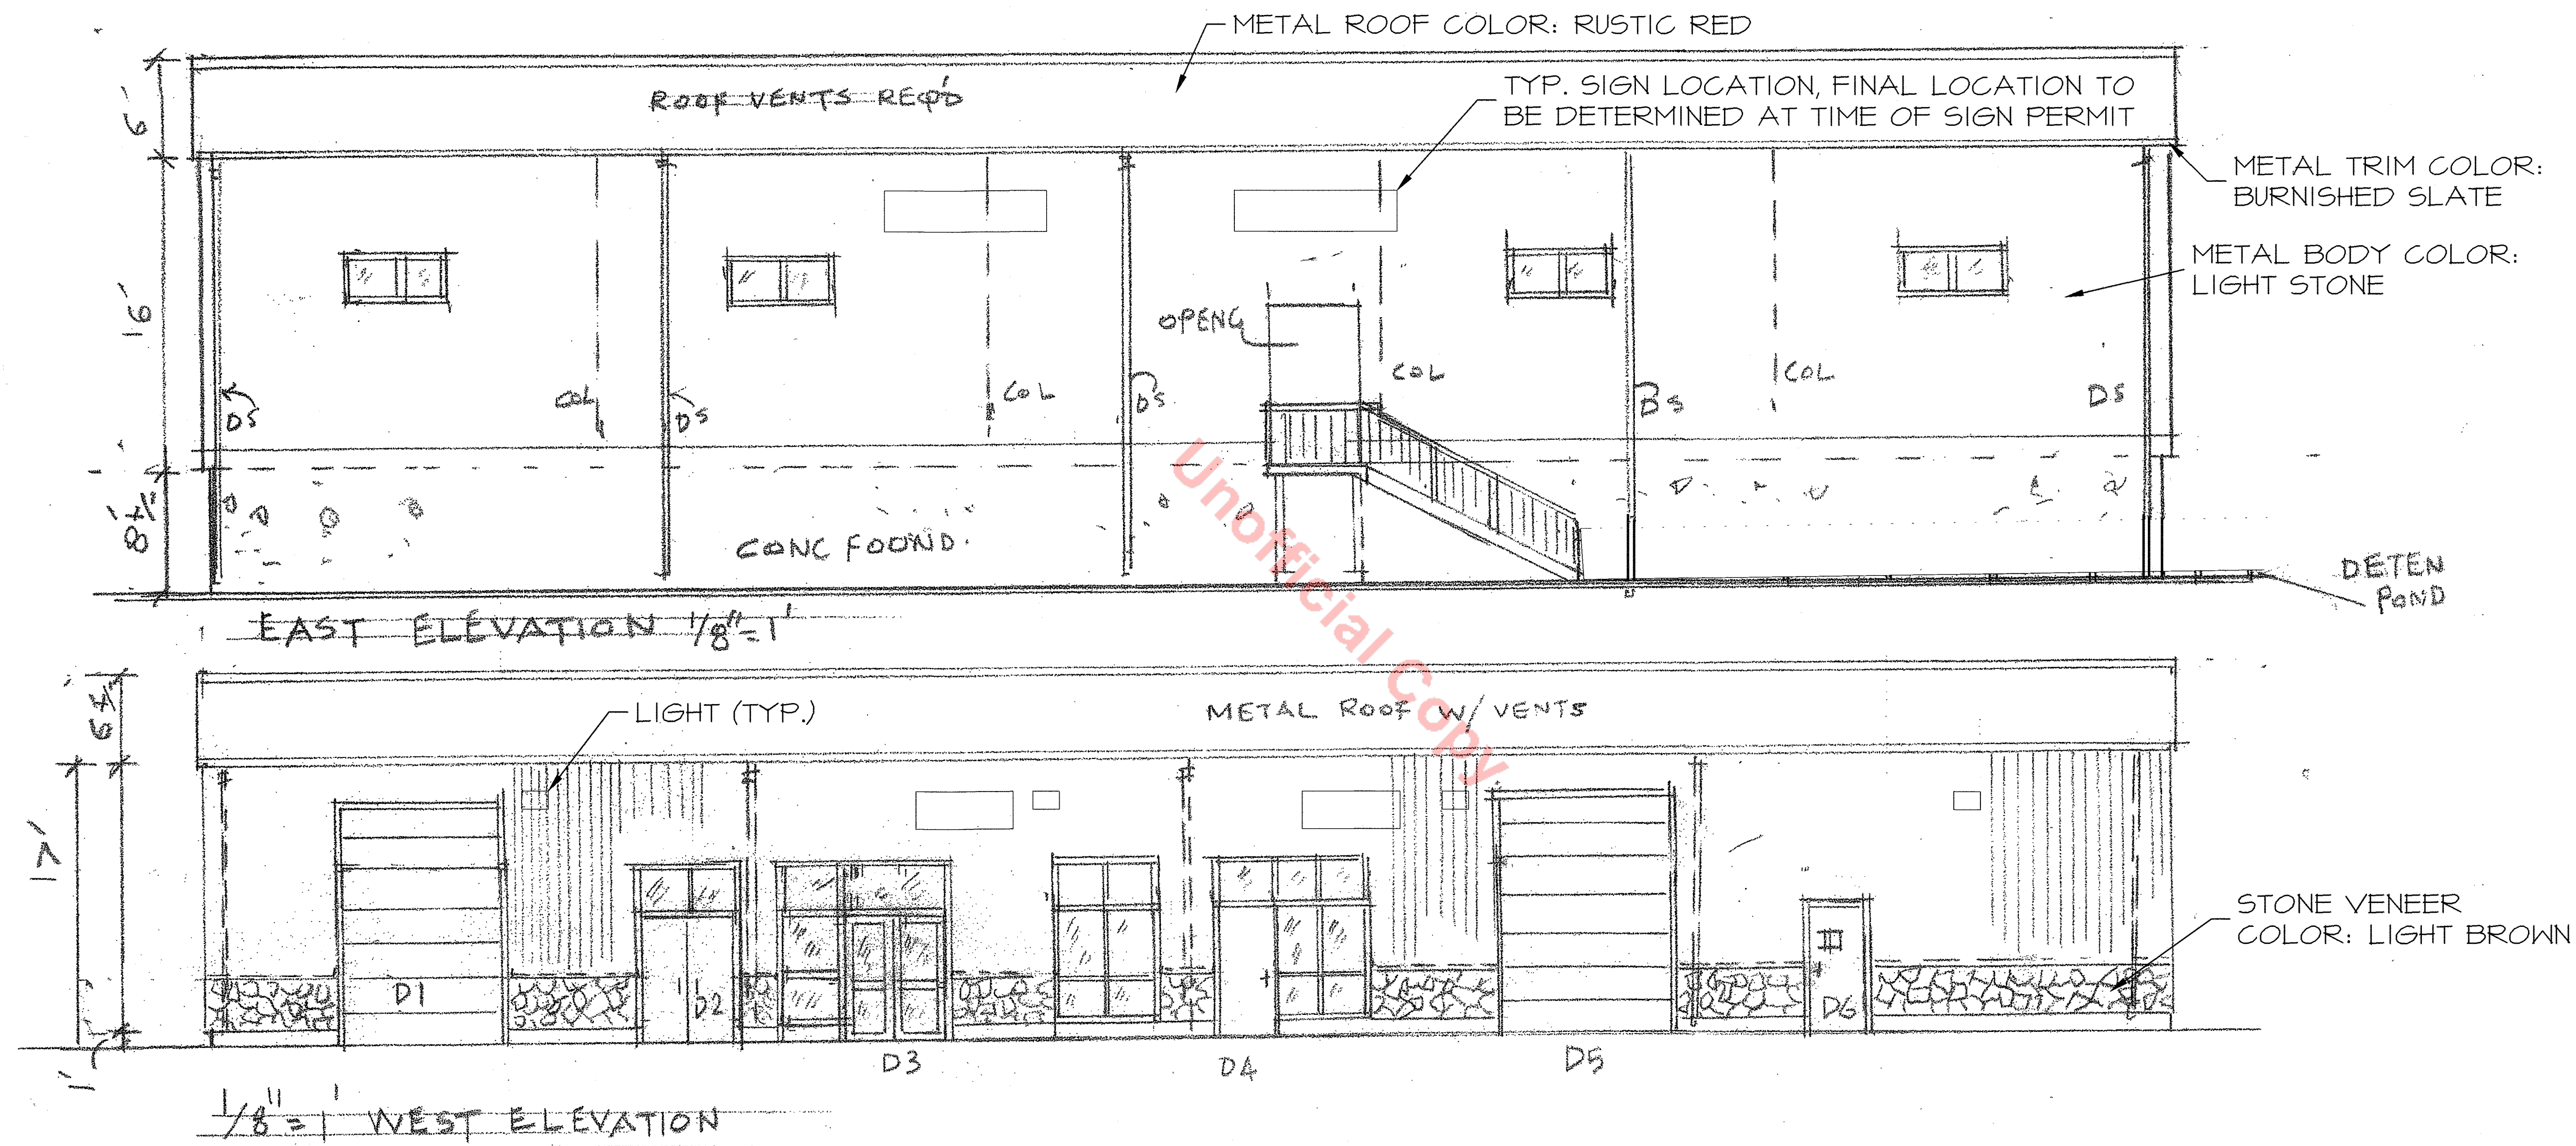 METAL ROOF COLOR: RUSTIC RED
ROOF VENTS REQ'D
TYP. SIGN LOCATION, FINAL LOCATION TO
BE DETERMINED AT TIME OF SIGN PERMIT
6'
METAL TRIM COLOR:
BURNISHED SLATE
METAL BODY COLOR:
LIGHT STONE
16'
OPENG
DS
COL
DS
COL
DS
COL
DS
COL
DS
8'±"
CONC FOUND.
DETEN
POND
EAST ELEVATION 1/8"=1'
Unofficial Copy
6'±"
LIGHT (TYP.)
METAL ROOF W/ VENTS
17'
STONE VENEER
COLOR: LIGHT BROWN
D1
D2
D6
D3
D4
D5
1'
1/8"=1' WEST ELEVATION